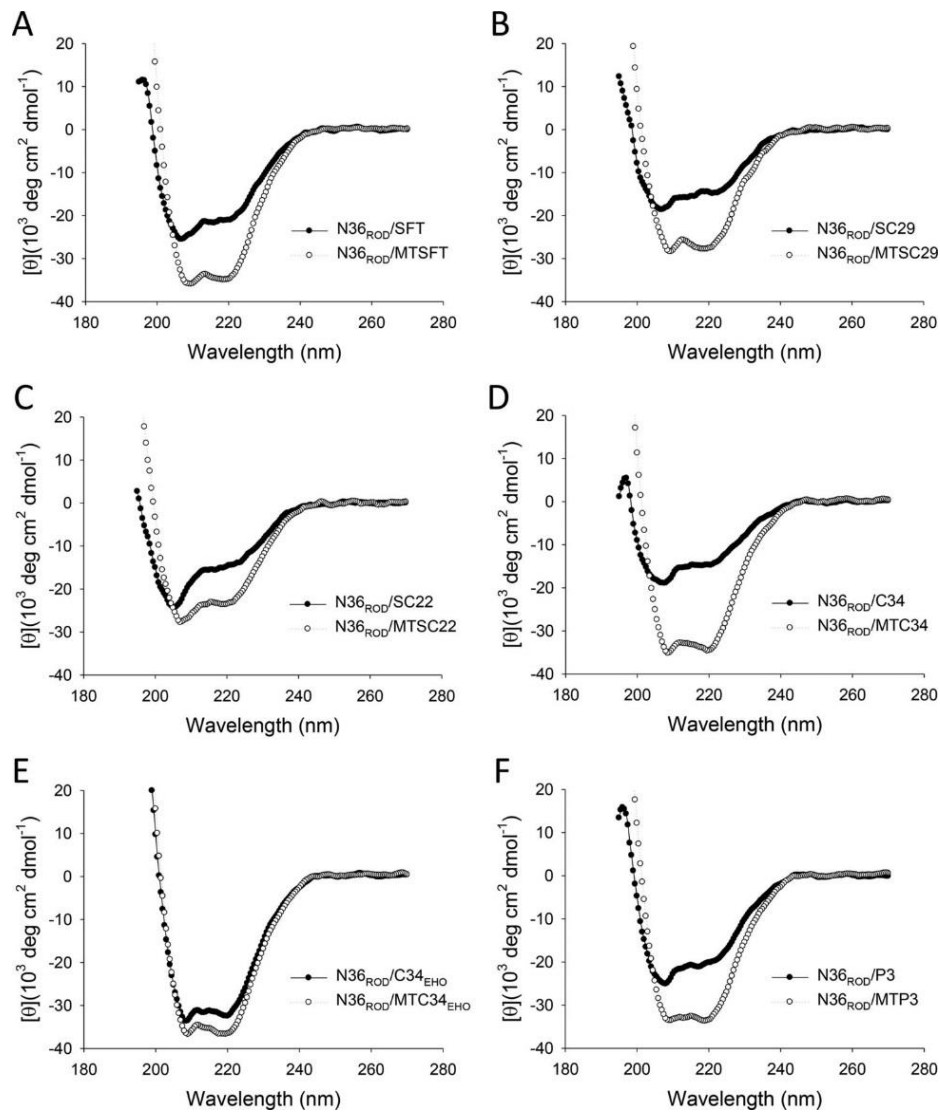 A
B
[θ](10³ deg cm² dmol⁻¹)
20
10
0
-10
-20
-30
-40
180 200 220 240 260 280
Wavelength (nm)
N36ROD/SFT
N36ROD/MTSFT
[θ](10³ deg cm² dmol⁻¹)
20
10
0
-10
-20
-30
-40
180 200 220 240 260 280
Wavelength (nm)
N36ROD/SC29
N36ROD/MTSC29
C
D
[θ](10³ deg cm² dmol⁻¹)
20
10
0
-10
-20
-30
-40
180 200 220 240 260 280
Wavelength (nm)
N36ROD/SC22
N36ROD/MTSC22
[θ](10³ deg cm² dmol⁻¹)
20
10
0
-10
-20
-30
-40
180 200 220 240 260 280
Wavelength (nm)
N36ROD/C34
N36ROD/MTC34
E
F
[θ](10³ deg cm² dmol⁻¹)
20
10
0
-10
-20
-30
-40
180 200 220 240 260 280
Wavelength (nm)
N36ROD/C34EHO
N36ROD/MTC34EHO
[θ](10³ deg cm² dmol⁻¹)
20
10
0
-10
-20
-30
-40
180 200 220 240 260 280
Wavelength (nm)
N36ROD/P3
N36ROD/MTP3